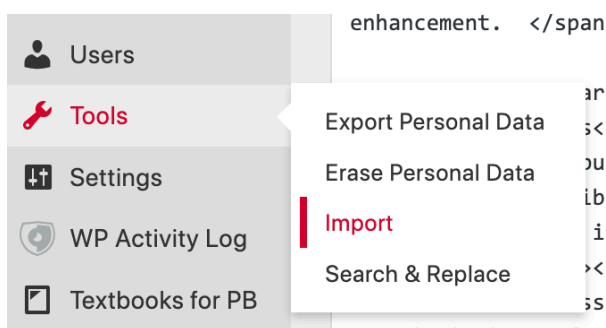 enhancement. </span
Users
Tools
Settings
WP Activity Log
Textbooks for PB
Export Personal Data
Erase Personal Data
Import
Search & Replace